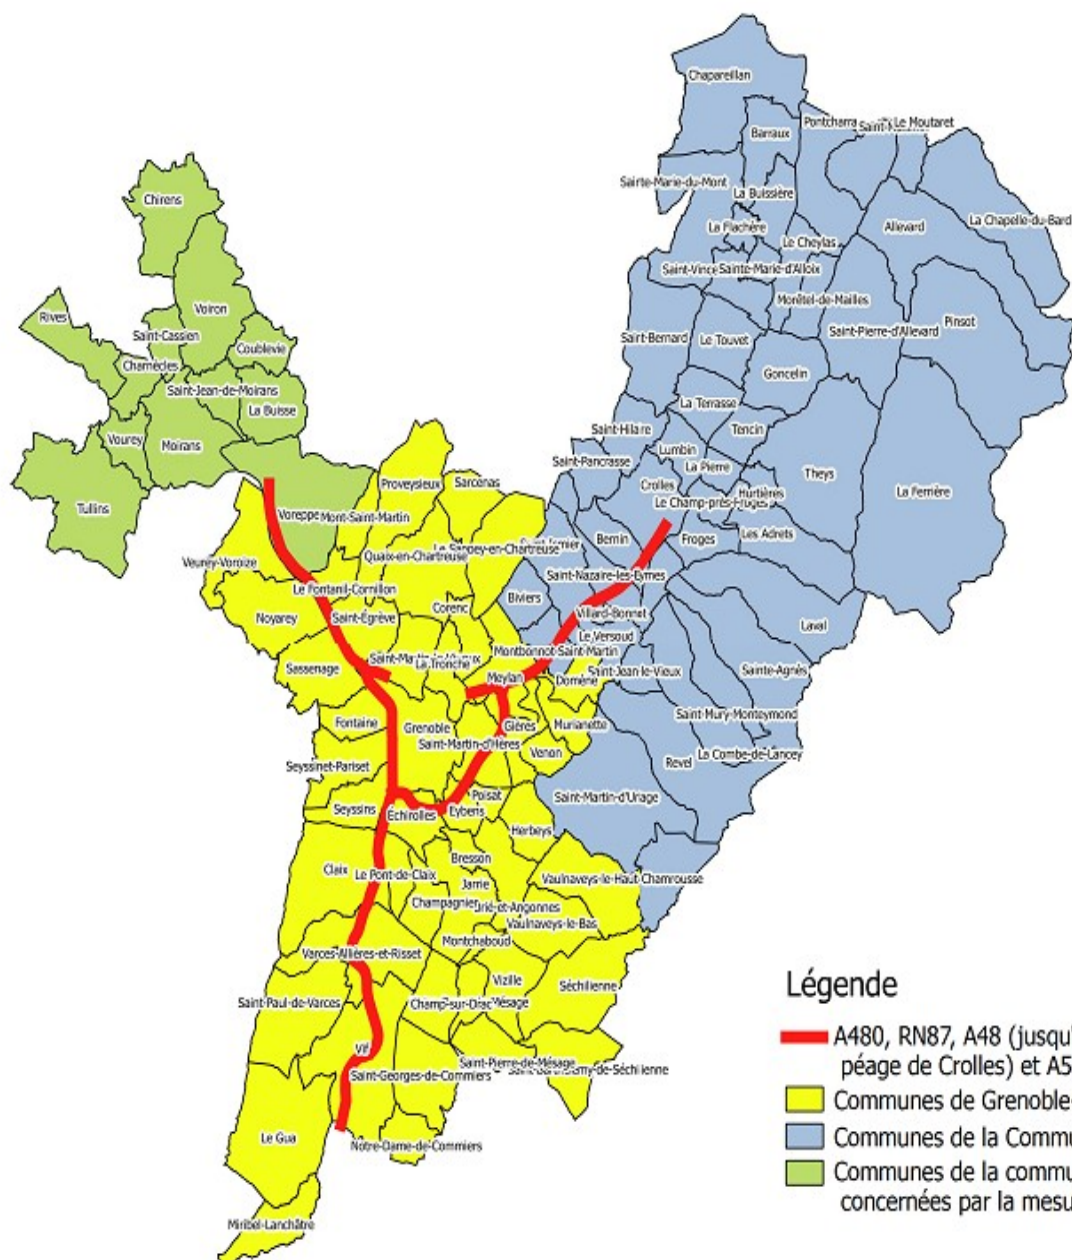 Chapareillan
Pontcharra
Le Moutaret
Barraux
Sainte-Marie-du-Mont
La Buissière
Chirens
La Chapelle-du-Bard
La Flachère
Allevard
Le Cheylas
Saint-Vince
Sainte-Marie-d'Alloix
Morêtel-de-Mailles
Voiron
Rives
Pinsot
Saint-Pierre-d'Allevard
Saint-Cassien
Saint-Bernard
Le Touvet
Coublevie
Charnècles
Goncelin
Saint-Jean-de-Moirans
La Buisse
La Terrasse
Saint-Hilaire
Tencin
Vourey
Moirans
Lumbin
Saint-Pancrasse
La Pierre
Theys
Proveysieux
Sarcenas
Crolles
La Ferrière
Hurtières
Le Champ-près-Froges
Tullins
Voreppe
Mont-Saint-Martin
Les Adrets
Bernin
Froges
Quaix-en-Chartreuse
Veurey-Voroize
Saint-Nazaire-les-Eymes
Le Fontanil-Cornillon
Biviers
Corenc
Villard-Bonnet
Noyarey
Saint-Égrève
Laval
Le Versoud
Montbonnot-Saint-Martin
La Tronche
Sassenage
Saint-Jean-le-Vieux
Sainte-Agnès
Meylan
Domène
Saint-Mury-Monteymond
Fontaine
Grenoble
Gières
Murianette
Saint-Martin-d'Hères
Venon
La Combe-de-Lancey
Revel
Seyssinet-Pariset
Poisat
Saint-Martin-d'Uriage
Seyssins
Échirolles
Eybens
Herbeys
Bresson
Claix
Le Pont-de-Claix
Vaulnaveys-le-Haut
Chamrousse
Jarrie
Champagnier
Brié-et-Angonnes
Vaulnaveys-le-Bas
Montchaboud
Varces-Allières-et-Risset
Vizille
Séchilienne
Saint-Paul-de-Varces
Champ-sur-Drac
Mésage
Vif
Saint-Pierre-de-Mésage
Saint-Georges-de-Commiers
Le Gua
Notre-Dame-de-Commiers
Miribel-Lanchâtre
Légende
A480, RN87, A48 (jusqu'
péage de Crolles) et A5
Communes de Grenoble-
Communes de la Commu
Communes de la commu
concernées par la mesu